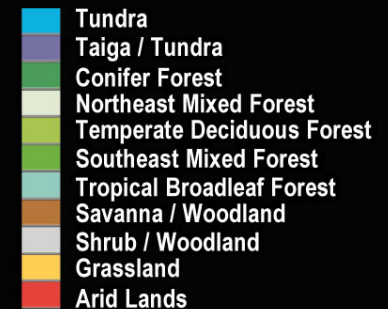 Tundra
Taiga / Tundra
Conifer Forest
Northeast Mixed Forest
Temperate Deciduous Forest
Southeast Mixed Forest
Tropical Broadleaf Forest
Savanna / Woodland
Shrub / Woodland
Grassland
Arid Lands